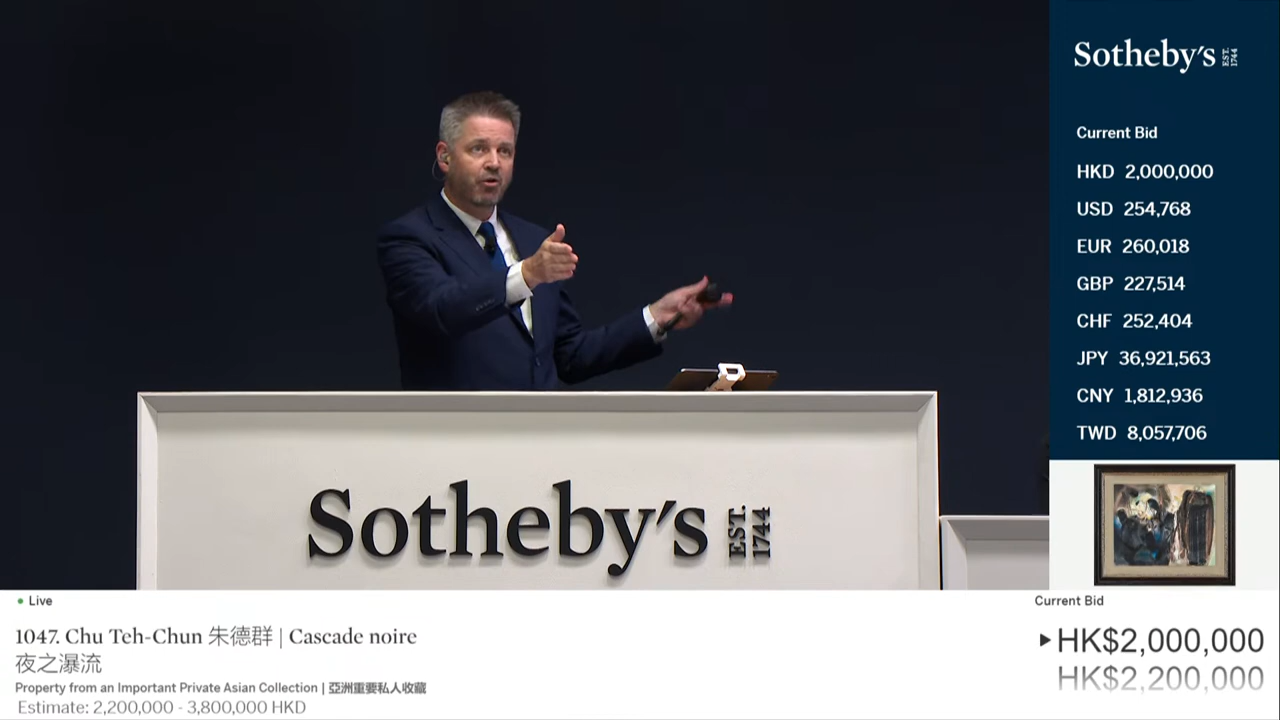 Sotheby's EST. 1744
Current Bid
HKD 2,000,000
USD 254,768
EUR 260,018
GBP 227,514
CHF 252,404
JPY 36,921,563
CNY 1,812,936
TWD 8,057,706
Sotheby's EST. 1744
Live
1047. Chu Teh-Chun 朱德群 | Cascade noire
夜之瀑流
Property from an Important Private Asian Collection | 亞洲重要私人收藏
Estimate: 2,200,000 - 3,800,000 HKD
Current Bid
HK$2,000,000
HK$2,200,000